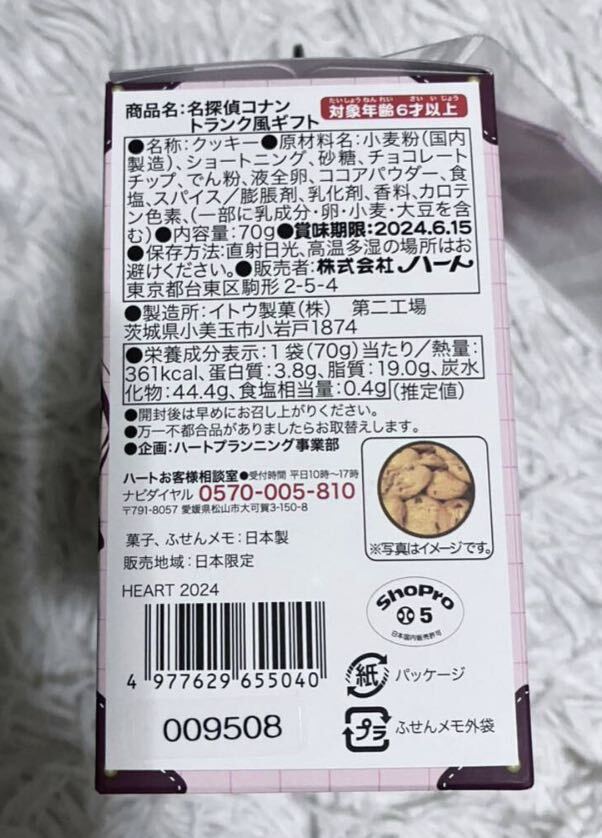 商品名:名探偵コナン
トランク風ギフト
たいしょうねんれい さいいじょう
対象年齢6才以上
●名称:クッキー●原材料名:小麦粉(国内
製造)、ショートニング、砂糖、チョコレート
チップ、でん粉、液全卵、ココアパウダー、食
塩、スパイス/膨脹剤、乳化剤、香料、カロテ
ン色素、(一部に乳成分・卵・小麦・大豆を含
む)●内容量:70g●賞味期限:2024.6.15
●保存方法:直射日光、高温多湿の場所はお
避けください。●販売者:株式会社ハート
東京都台東区駒形2-5-4
●製造所:イトウ製菓(株) 第二工場
茨城県小美玉市小岩戸1874
●栄養成分表示:1袋(70g)当たり/熱量:
361kcal、蛋白質:3.8g、脂質:19.0g、炭水
化物:44.4g、食塩相当量:0.4g(推定値)
●開封後は早めにお召し上がりください。
●万一不都合品がありましたらお取替えします。
●企画:ハートプランニング事業部
ハートお客様相談室●受付時間 平日10時~17時
ナビダイヤル 0570-005-810
〒791-8057 愛媛県松山市大可賀3-150-8
※写真はイメージです。
菓子、ふせんメモ:日本製
販売地域:日本限定
HEART 2024
ShoPro
5
日本国内販売許可
4 977629 655040
紙 パッケージ
009508
プラ ふせんメモ外袋